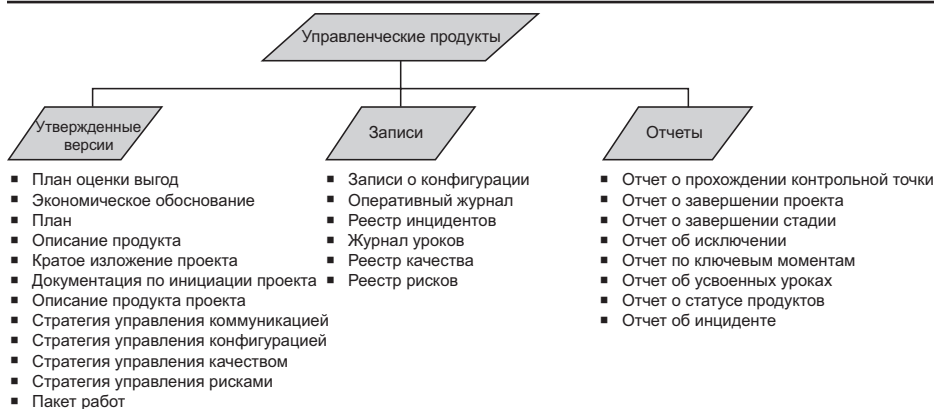 Управленческие продукты
Утвержденные
версии
Записи
Отчеты
▪ План оценки выгод
▪ Экономическое обоснование
▪ План
▪ Описание продукта
▪ Кратое изложение проекта
▪ Документация по инициации проекта
▪ Описание продукта проекта
▪ Стратегия управления коммуникацией
▪ Стратегия управления конфигурацией
▪ Стратегия управления качеством
▪ Стратегия управления рисками
▪ Пакет работ
▪ Записи о конфигурации
▪ Оперативный журнал
▪ Реестр инцидентов
▪ Журнал уроков
▪ Реестр качества
▪ Реестр рисков
▪ Отчет о прохождении контрольной точки
▪ Отчет о завершении проекта
▪ Отчет о завершении стадии
▪ Отчет об исключении
▪ Отчет по ключевым моментам
▪ Отчет об усвоенных уроках
▪ Отчет о статусе продуктов
▪ Отчет об инциденте